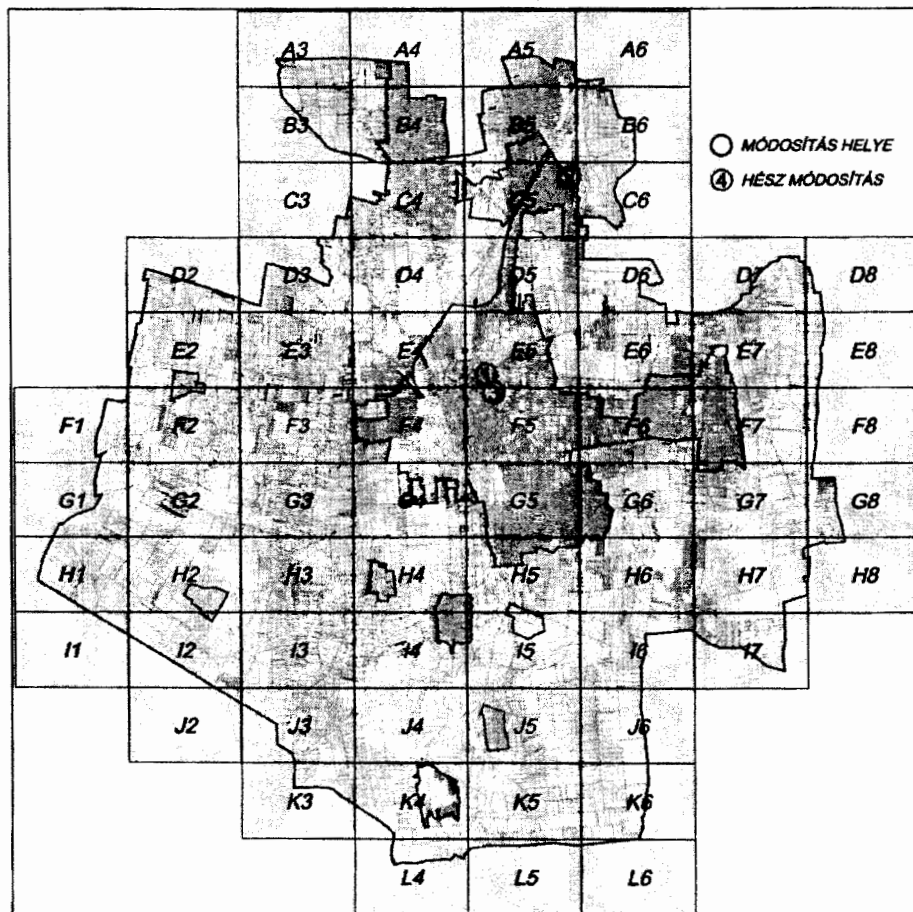 A3 A4 A5 A6
B3 B4 B5 B6
○ MÓDOSÍTÁS HELYE
④ HÉSZ MÓDOSÍTÁS
C3 C4 C5 C6
D2 D3 D4 D5 D6 D7 D8
E2 E3 E5 E6 E7 E8
F1 F2 F3 F4 F5 F6 F7 F8
G1 G2 G3 G5 G6 G7 G8
H1 H2 H3 H4 H5 H6 H7 H8
I1 I2 I3 I4 I5 I6 I7
J2 J3 J4 J5 J6
K3 K4 K5 K6
L4 L5 L6